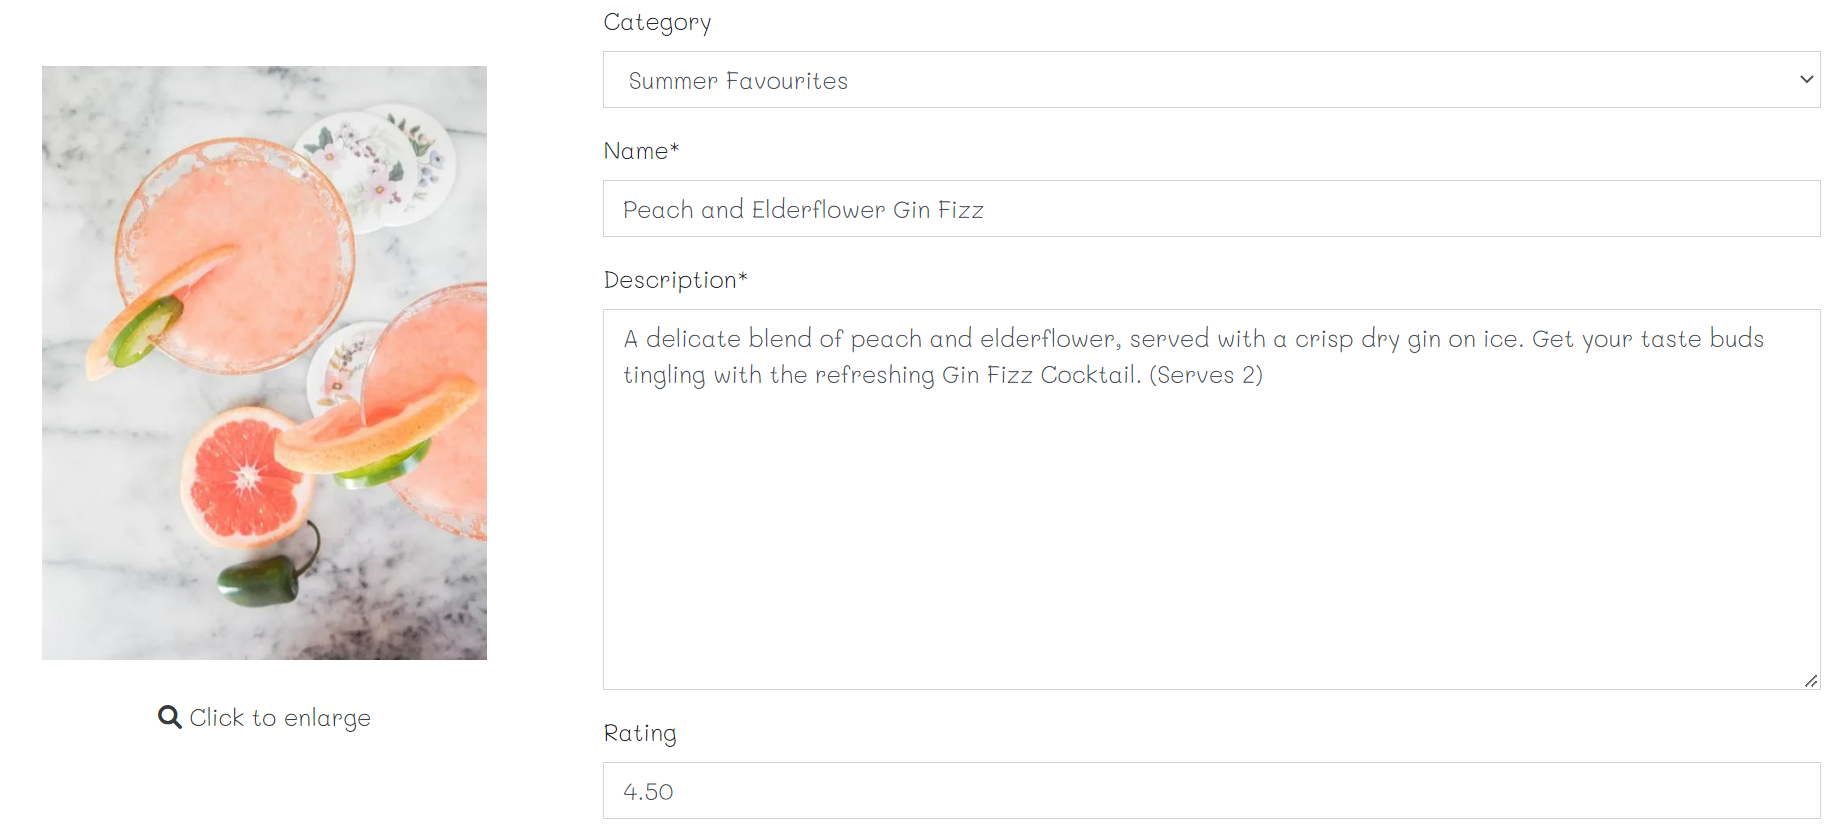 Category
Summer Favourites
Name*
Peach and Elderflower Gin Fizz
Description*
A delicate blend of peach and elderflower, served with a crisp dry gin on ice. Get your taste buds
tingling with the refreshing Gin Fizz Cocktail. (Serves 2)
Click to enlarge
Rating
4.50